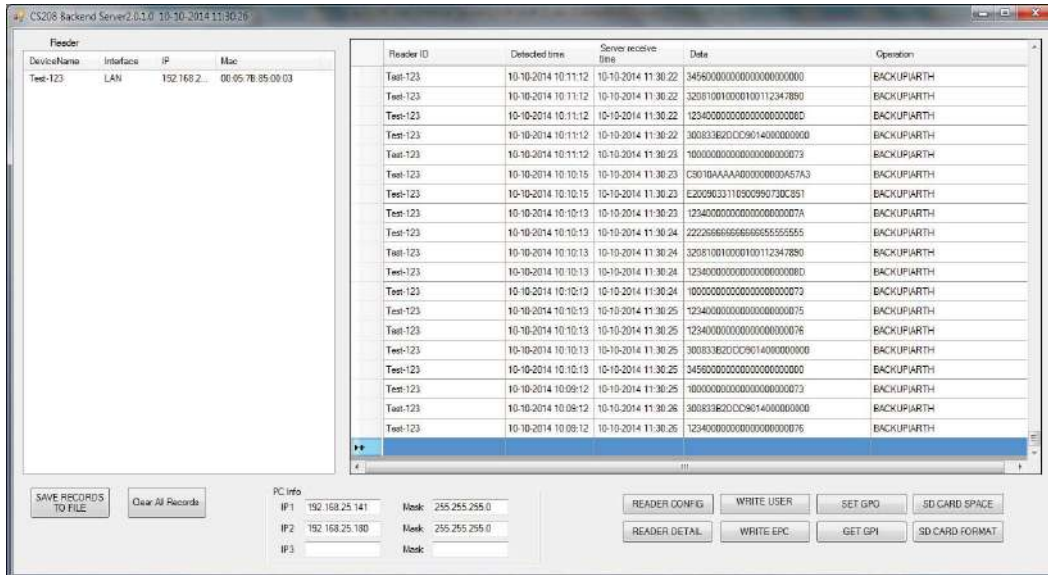 CS208 Backend Server2.0.1.0 10-10-2014 11:30:26
Reader
DeviceName Interface IP Mac
Test-123 LAN 192.168.2... 00:05:7B:85:00:03
Reader ID Detected time Server receive time Data Operation
Test-123 10-10-2014 10:11:12 10-10-2014 11:30:22 345600000000000000000000 BACKUP|ARTH
Test-123 10-10-2014 10:11:12 10-10-2014 11:30:22 320810010000100112347890 BACKUP|ARTH
Test-123 10-10-2014 10:11:12 10-10-2014 11:30:22 12340000000000000000008D BACKUP|ARTH
Test-123 10-10-2014 10:11:12 10-10-2014 11:30:22 300833B2DDD9014000000000 BACKUP|ARTH
Test-123 10-10-2014 10:11:12 10-10-2014 11:30:23 100000000000000000000073 BACKUP|ARTH
Test-123 10-10-2014 10:10:15 10-10-2014 11:30:23 BACKUP|ARTH
Test-123 10-10-2014 10:10:15 10-10-2014 11:30:23 E2009033110900990730C851 BACKUP|ARTH
Test-123 10-10-2014 10:10:13 10-10-2014 11:30:23 12340000000000000000007A BACKUP|ARTH
Test-123 10-10-2014 10:10:13 10-10-2014 11:30:24 BACKUP|ARTH
Test-123 10-10-2014 10:10:13 10-10-2014 11:30:24 320810010000100112347890 BACKUP|ARTH
Test-123 10-10-2014 10:10:13 10-10-2014 11:30:24 12340000000000000000008D BACKUP|ARTH
Test-123 10-10-2014 10:10:13 10-10-2014 11:30:24 100000000000000000000073 BACKUP|ARTH
Test-123 10-10-2014 10:10:13 10-10-2014 11:30:25 123400000000000000000075 BACKUP|ARTH
Test-123 10-10-2014 10:10:13 10-10-2014 11:30:25 123400000000000000000076 BACKUP|ARTH
Test-123 10-10-2014 10:10:13 10-10-2014 11:30:25 300833B2DDD9014000000000 BACKUP|ARTH
Test-123 10-10-2014 10:10:13 10-10-2014 11:30:25 345600000000000000000000 BACKUP|ARTH
Test-123 10-10-2014 10:09:12 10-10-2014 11:30:25 100000000000000000000073 BACKUP|ARTH
Test-123 10-10-2014 10:09:12 10-10-2014 11:30:26 300833B2DDD9014000000000 BACKUP|ARTH
Test-123 10-10-2014 10:09:12 10-10-2014 11:30:26 123400000000000000000076 BACKUP|ARTH
SAVE RECORDS TO FILE
Clear All Records
PC Info
IP1 192.168.25.141 Mask 255.255.255.0
IP2 192.168.25.180 Mask 255.255.255.0
IP3 Mask
READER CONFIG WRITE USER SET GPO SD CARD SPACE
READER DETAIL WRITE EPC GET GPI SD CARD FORMAT